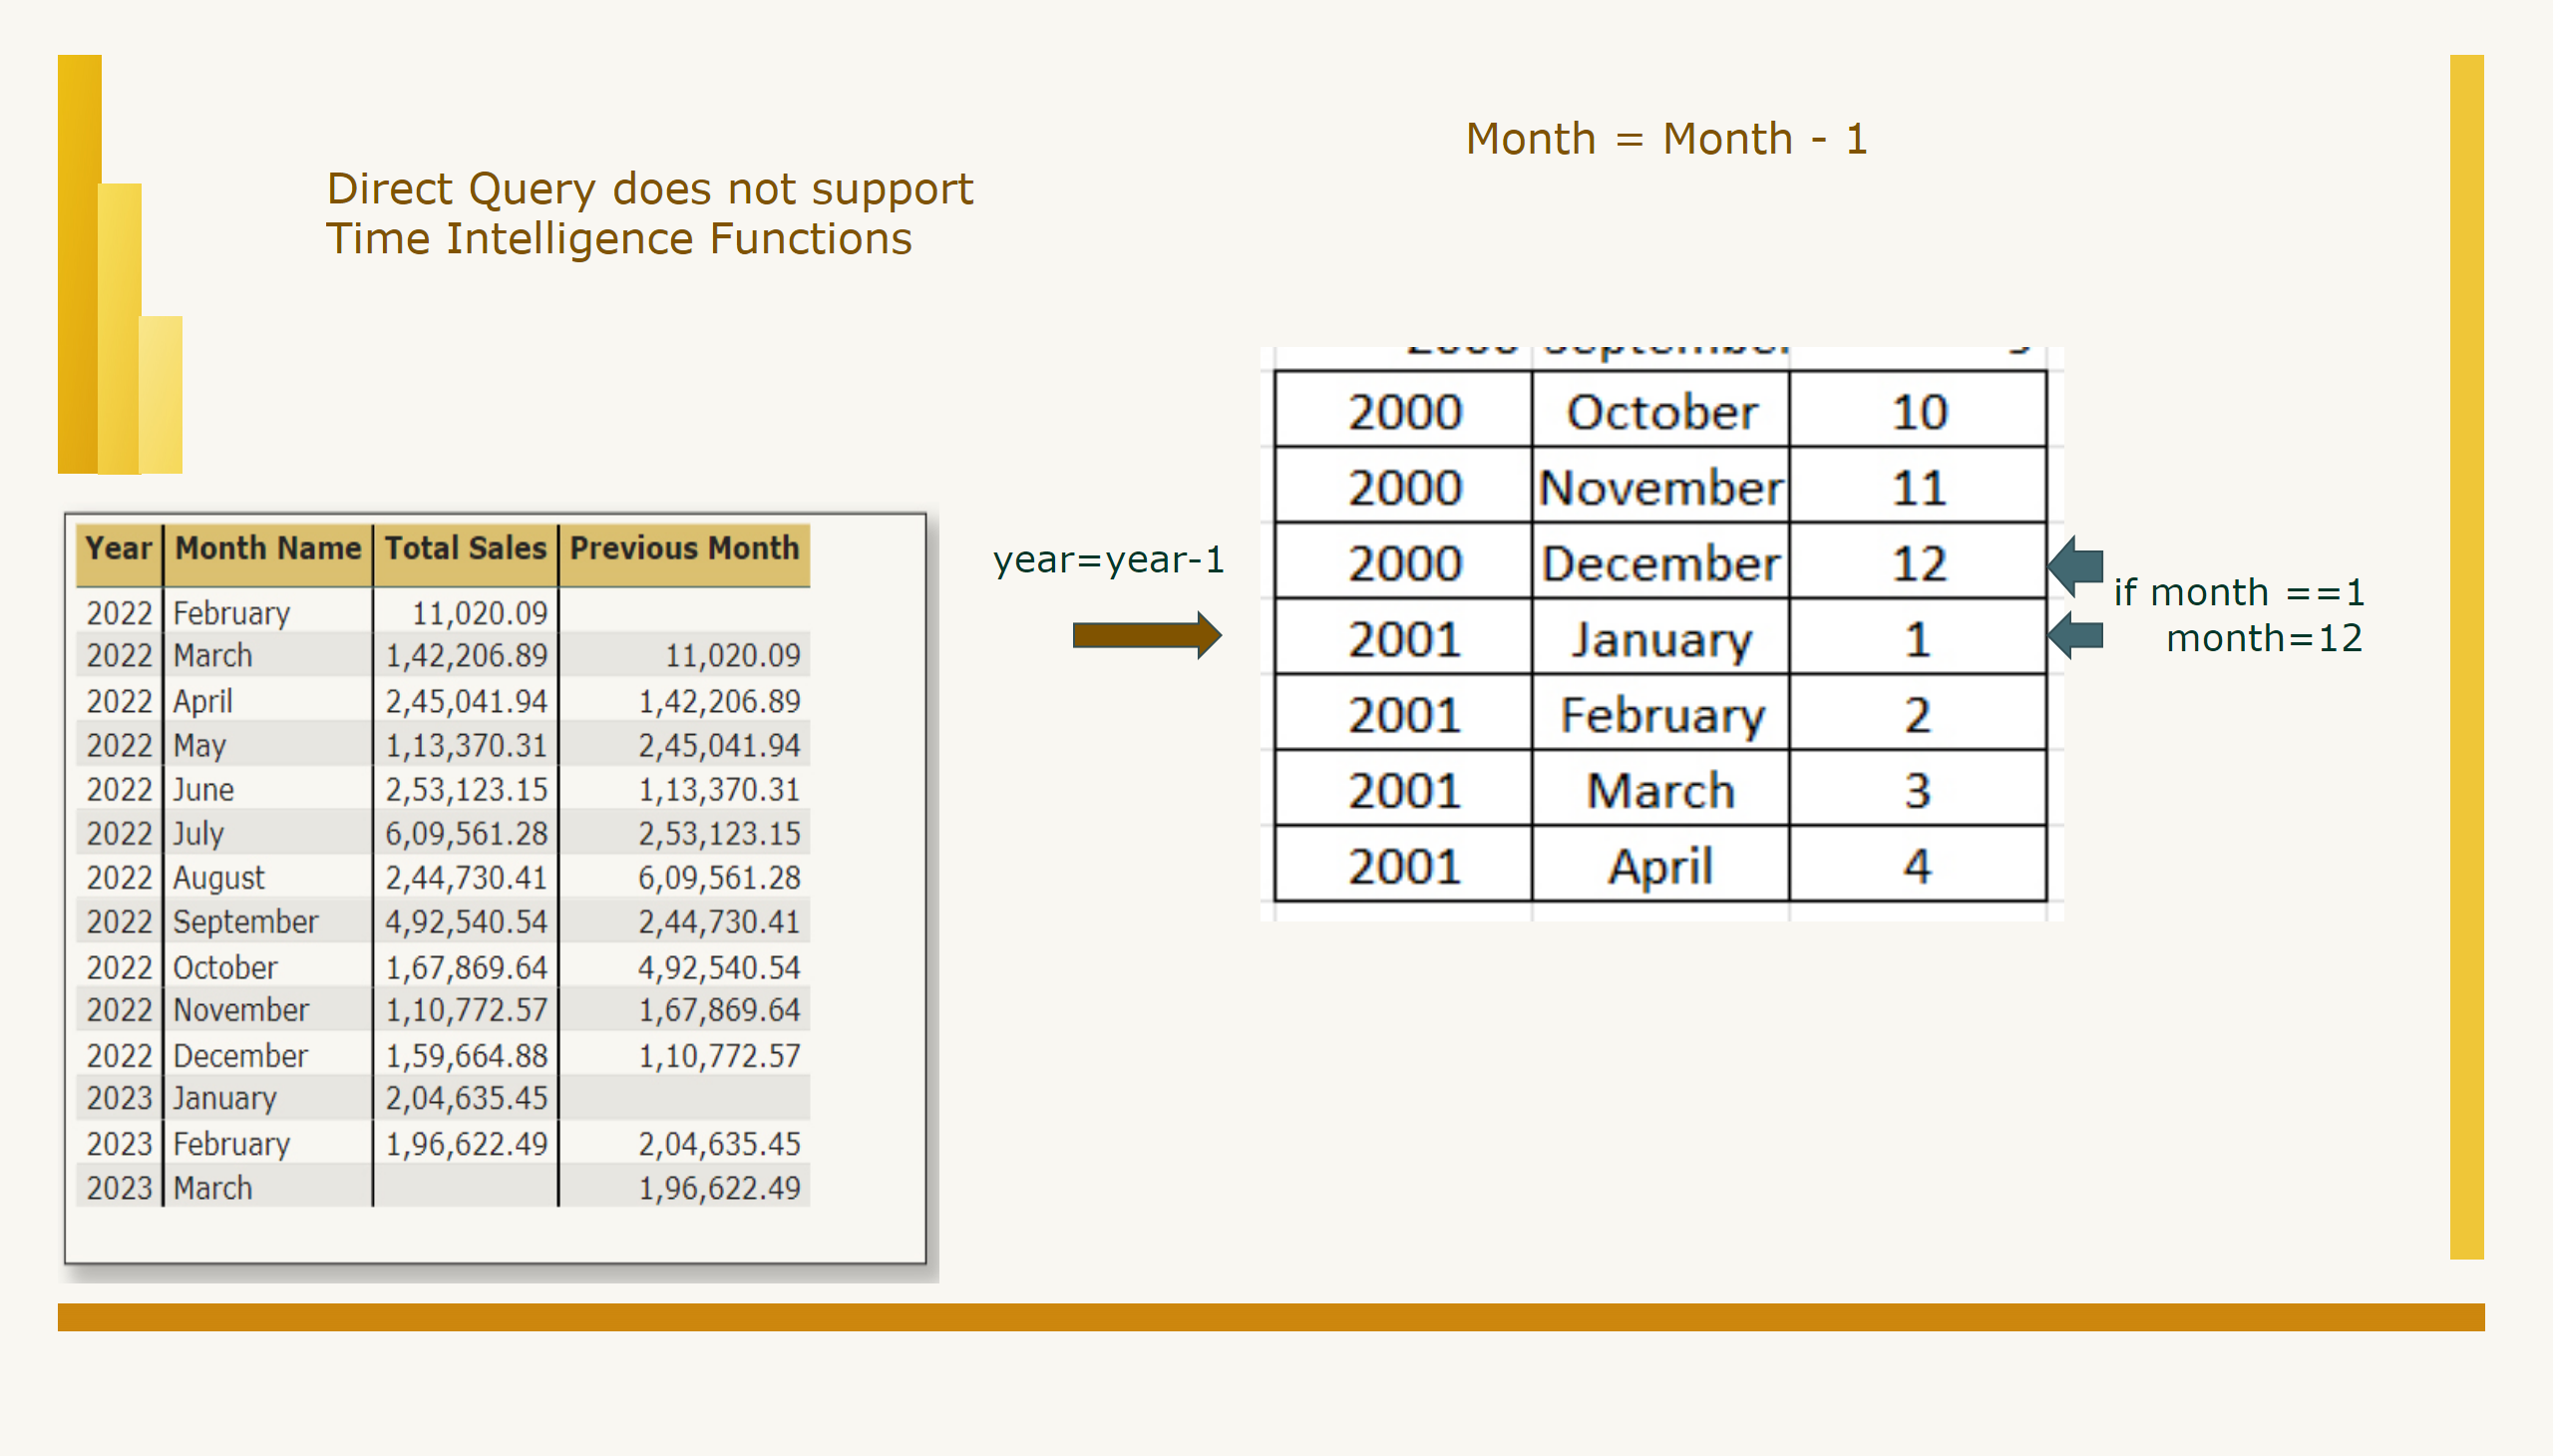 Direct Query does not support
Time Intelligence Functions
Month = Month - 1
Year Month Name Total Sales Previous Month
2022 February 11,020.09
2022 March 1,42,206.89 11,020.09
2022 April 2,45,041.94 1,42,206.89
2022 May 1,13,370.31 2,45,041.94
2022 June 2,53,123.15 1,13,370.31
2022 July 6,09,561.28 2,53,123.15
2022 August 2,44,730.41 6,09,561.28
2022 September 4,92,540.54 2,44,730.41
2022 October 1,67,869.64 4,92,540.54
2022 November 1,10,772.57 1,67,869.64
2022 December 1,59,664.88 1,10,772.57
2023 January 2,04,635.45
2023 February 1,96,622.49 2,04,635.45
2023 March 1,96,622.49
year=year-1
2000 October 10
2000 November 11
2000 December 12
2001 January 1
2001 February 2
2001 March 3
2001 April 4
if month ==1
month=12